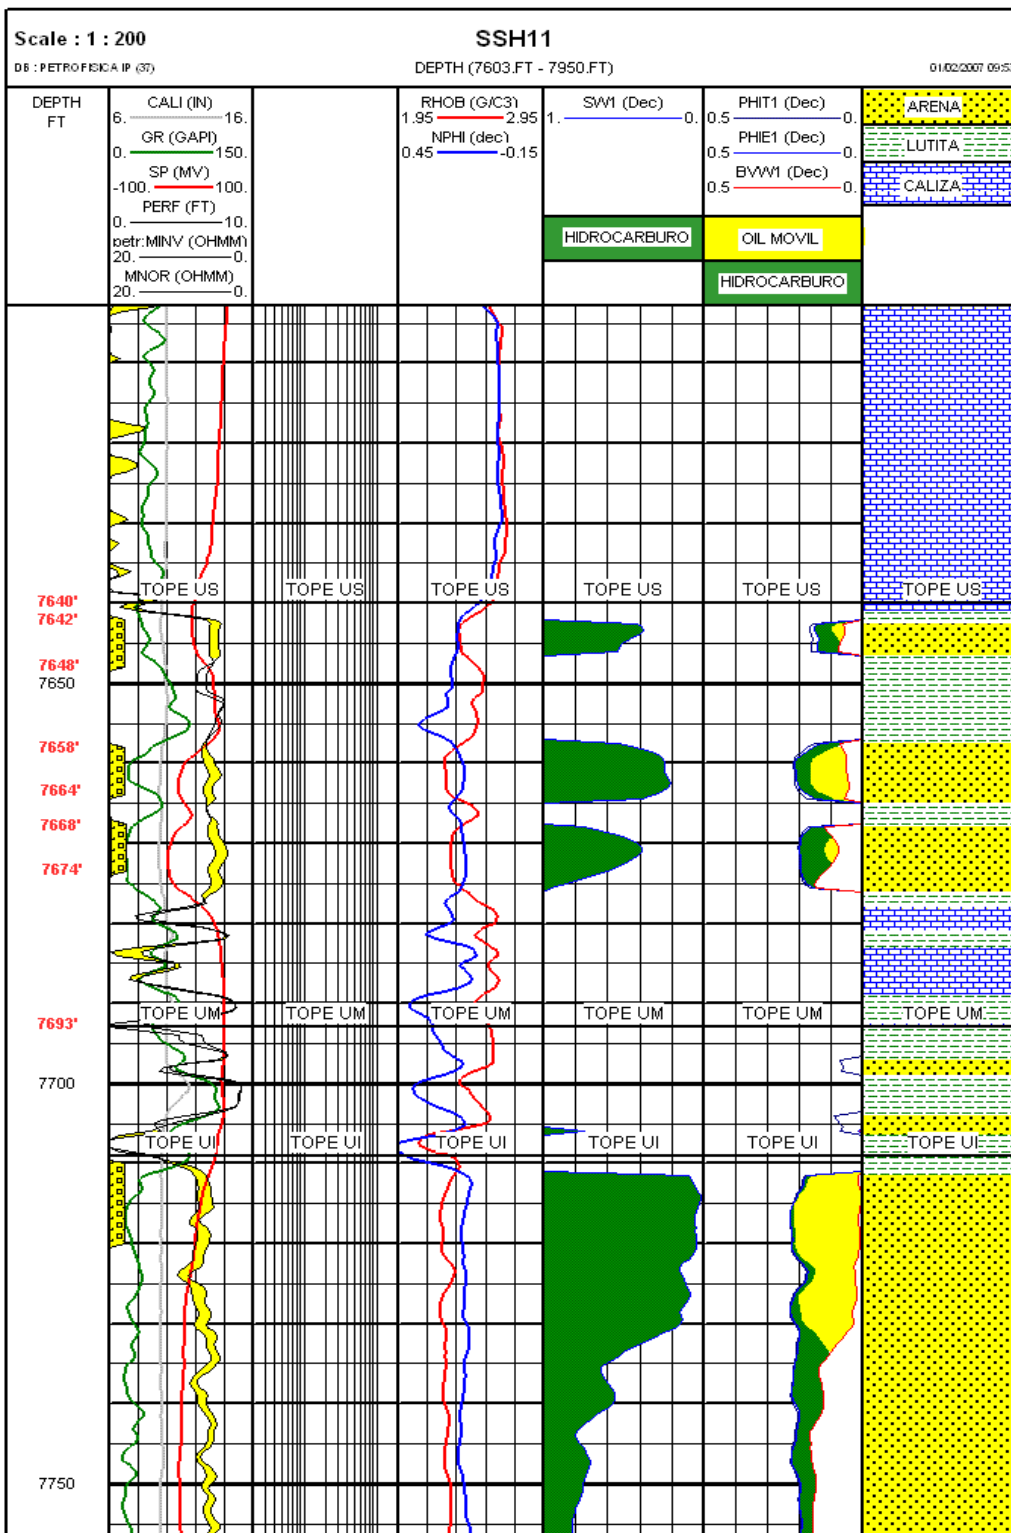 Scale : 1 : 200
SSH11
DB : PETROFISICA IP (37)
DEPTH (7603.FT - 7950.FT)
01/02/2007 09:53
DEPTH
FT
CALI (IN)
6. 16.
GR (GAPI)
0. 150.
SP (MV)
-100. 100.
PERF (FT)
0. 10.
petr:MINV (OHMM)
20. 0.
MNOR (OHMM)
20. 0.
RHOB (G/C3)
1.95 2.95
NPHI (dec)
0.45 -0.15
SW1 (Dec)
1. 0.
HIDROCARBURO
PHIT1 (Dec)
0.5 0.
PHIE1 (Dec)
0.5 0.
BVW1 (Dec)
0.5 0.
OIL MOVIL
HIDROCARBURO
ARENA
LUTITA
CALIZA
TOPE US TOPE US TOPE US TOPE US TOPE US TOPE US
7640'
7642'
7648'
7650
7658'
7664'
7668'
7674'
TOPE UM TOPE UM TOPE UM TOPE UM TOPE UM TOPE UM
7693'
7700
TOPE UI TOPE UI TOPE UI TOPE UI TOPE UI TOPE UI
7750